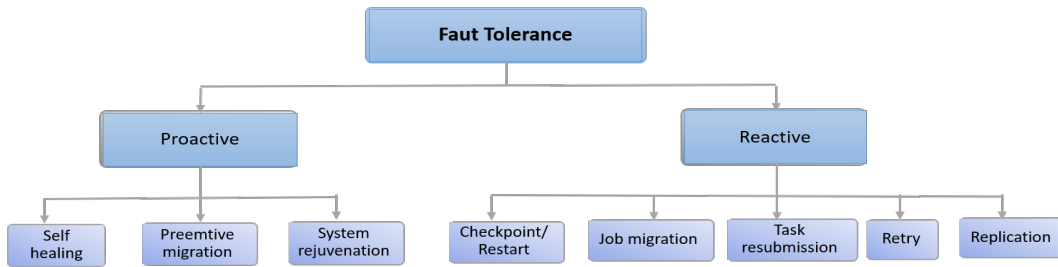 Faut Tolerance
Proactive
Reactive
Self
healing
Preemtive
migration
System
rejuvenation
Checkpoint/
Restart
Job migration
Task
resubmission
Retry
Replication